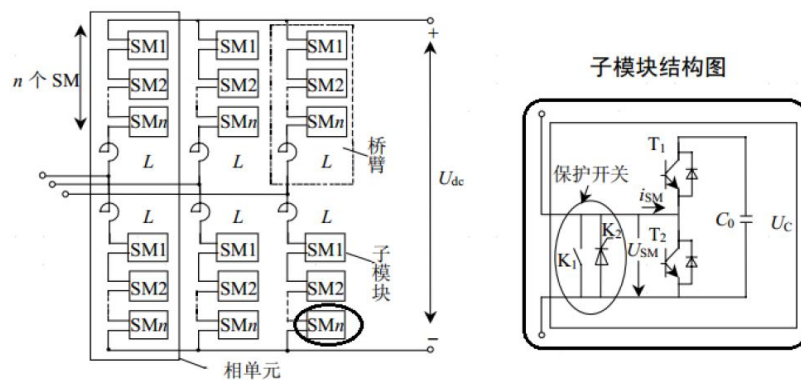 n 个 SM
SM1 SM1 SM1
SM2 SM2 SM2
SMn SMn SMn
L L L
桥臂
L L L
SM1 SM1 SM1
SM2 SM2 SM2
SMn SMn SMn
子模块
相单元
+
Udc
−
子模块结构图
保护开关
T1
iSM
K1
K2
USM
T2
C0
UC